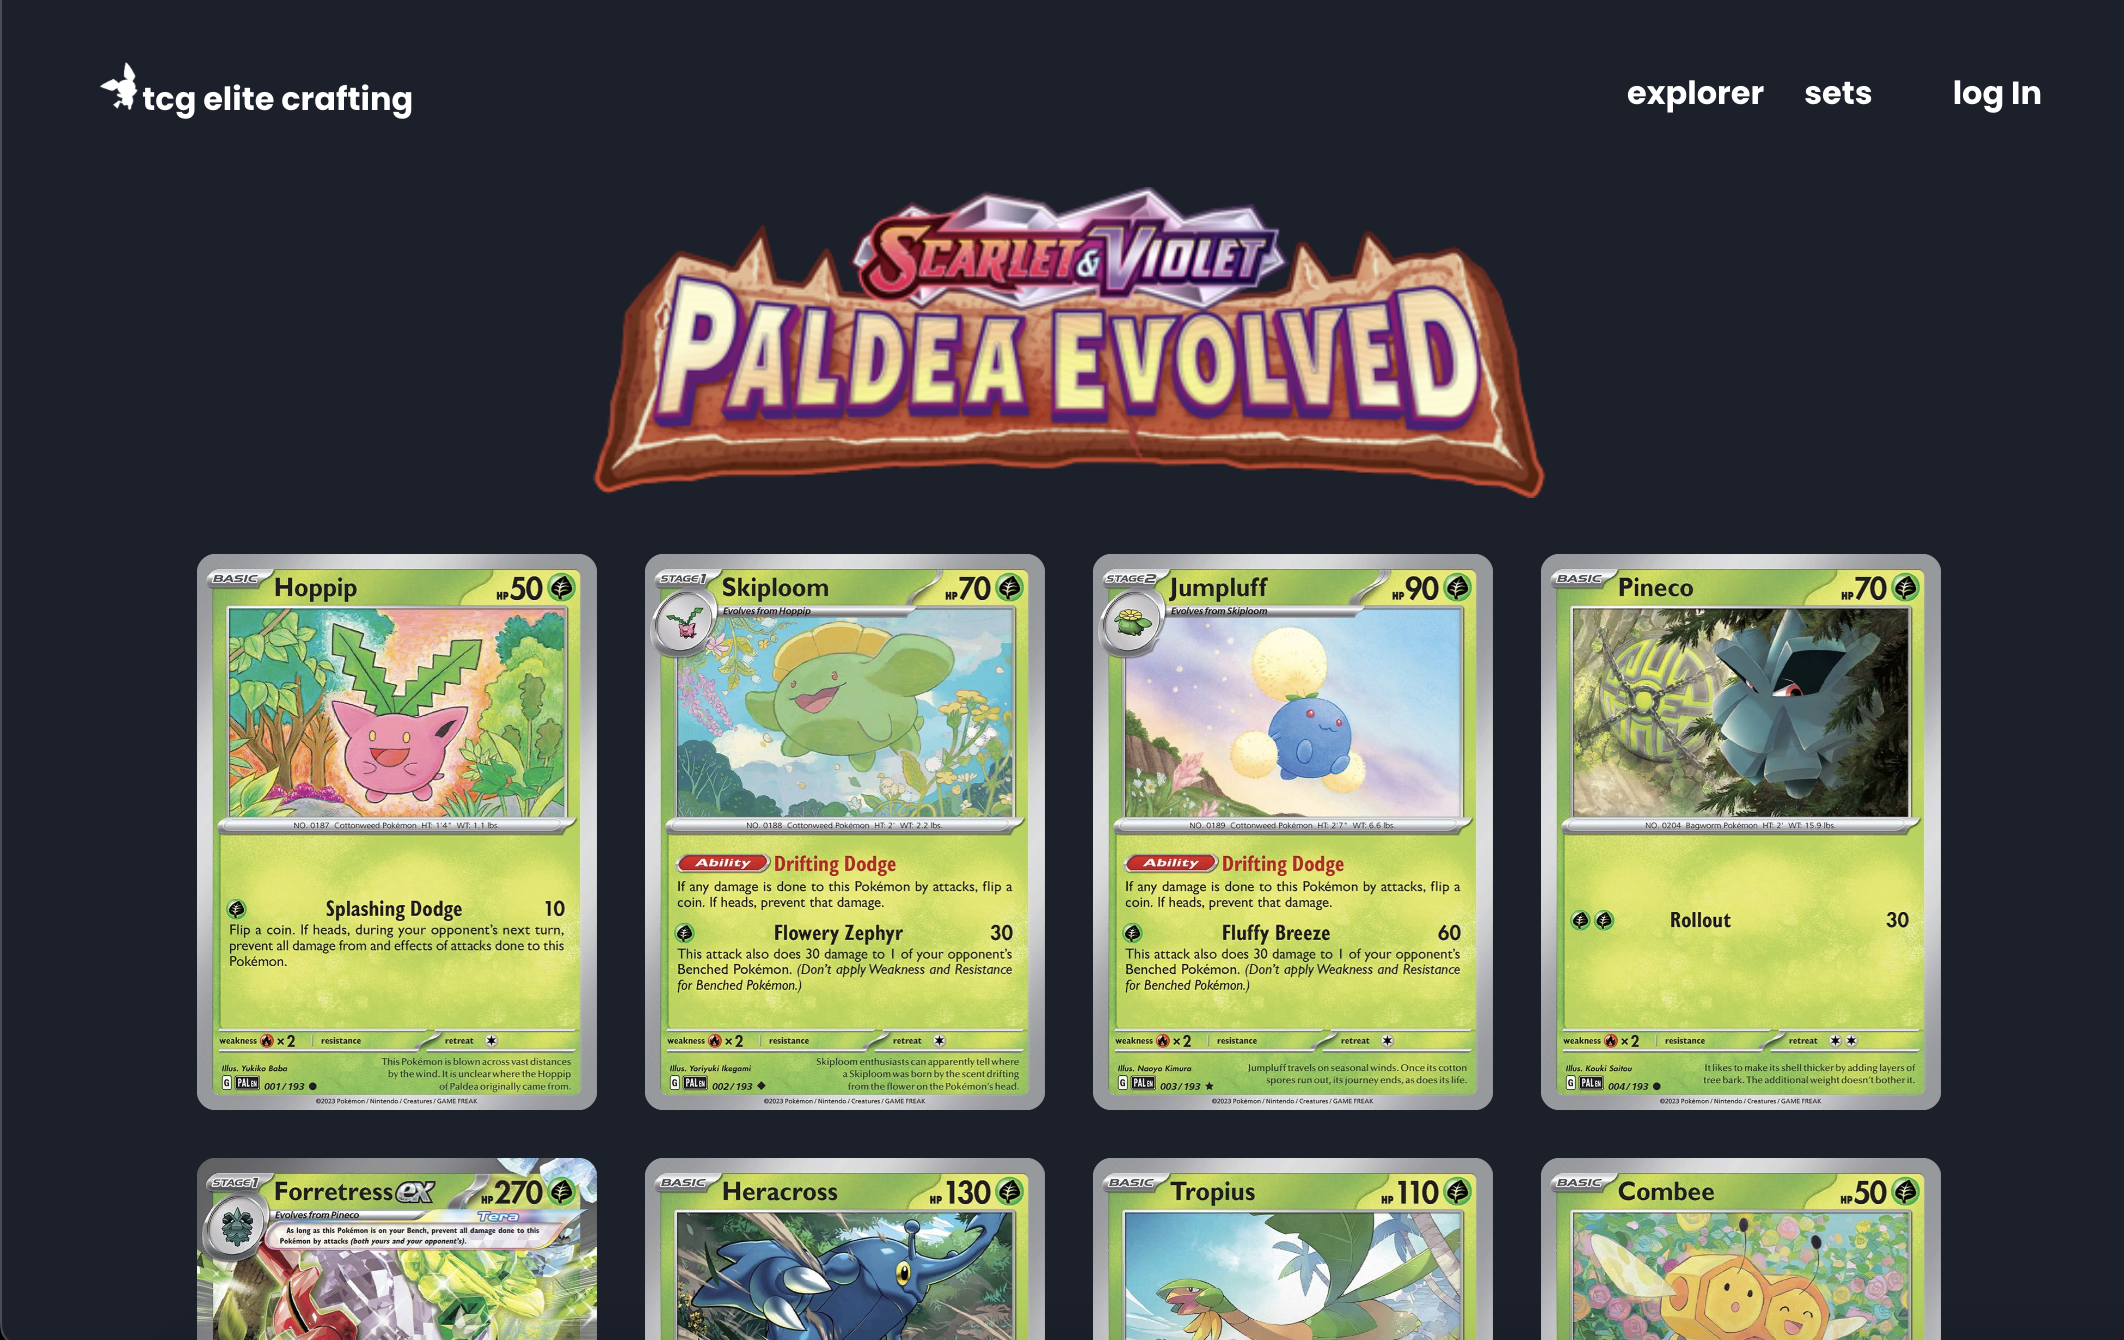 tcg elite crafting
explorer sets log In
SCARLET & VIOLET
PALDEA EVOLVED
BASIC Hoppip HP 50
NO. 0187 Cottonweed Pokémon HT: 1'4" WT: 1.1 lbs.
Splashing Dodge 10
Flip a coin. If heads, during your opponent's next turn,
prevent all damage from and effects of attacks done to this
Pokémon.
weakness ×2 resistance retreat
Illus. Yukiko Baba
G PAL EN 001/193
This Pokémon is blown across vast distances
by the wind. It is unclear where the Hoppip
of Paldea originally came from.
©2023 Pokémon / Nintendo / Creatures / GAME FREAK
STAGE1 Skiploom HP 70
Evolves from Hoppip
NO. 0188 Cottonweed Pokémon HT: 2' WT: 2.2 lbs.
Ability Drifting Dodge
If any damage is done to this Pokémon by attacks, flip a
coin. If heads, prevent that damage.
Flowery Zephyr 30
This attack also does 30 damage to 1 of your opponent's
Benched Pokémon. (Don't apply Weakness and Resistance
for Benched Pokémon.)
weakness ×2 resistance retreat
Illus. Yoriyuki Ikegami
G PAL EN 002/193
Skiploom enthusiasts can apparently tell where
a Skiploom was born by the scent drifting
from the flower on the Pokémon's head.
©2023 Pokémon / Nintendo / Creatures / GAME FREAK
STAGE2 Jumpluff HP 90
Evolves from Skiploom
NO. 0189 Cottonweed Pokémon HT: 2'7" WT: 6.6 lbs.
Ability Drifting Dodge
If any damage is done to this Pokémon by attacks, flip a
coin. If heads, prevent that damage.
Fluffy Breeze 60
This attack also does 30 damage to 1 of your opponent's
Benched Pokémon. (Don't apply Weakness and Resistance
for Benched Pokémon.)
weakness ×2 resistance retreat
Illus. Naoyo Kimura
G PAL EN 003/193
Jumpluff travels on seasonal winds. Once its cotton
spores run out, its journey ends, as does its life.
©2023 Pokémon / Nintendo / Creatures / GAME FREAK
BASIC Pineco HP 70
NO. 0204 Bagworm Pokémon HT: 2' WT: 15.9 lbs.
Rollout 30
weakness ×2 resistance retreat
Illus. Kouki Saitou
G PAL EN 004/193
It likes to make its shell thicker by adding layers of
tree bark. The additional weight doesn't bother it.
©2023 Pokémon / Nintendo / Creatures / GAME FREAK
STAGE1 Forretress ex HP 270
Evolves from Pineco Tera
As long as this Pokémon is on your Bench, prevent all damage done to this
Pokémon by attacks (both yours and your opponent's).
BASIC Heracross HP 130
BASIC Tropius HP 110
BASIC Combee HP 50